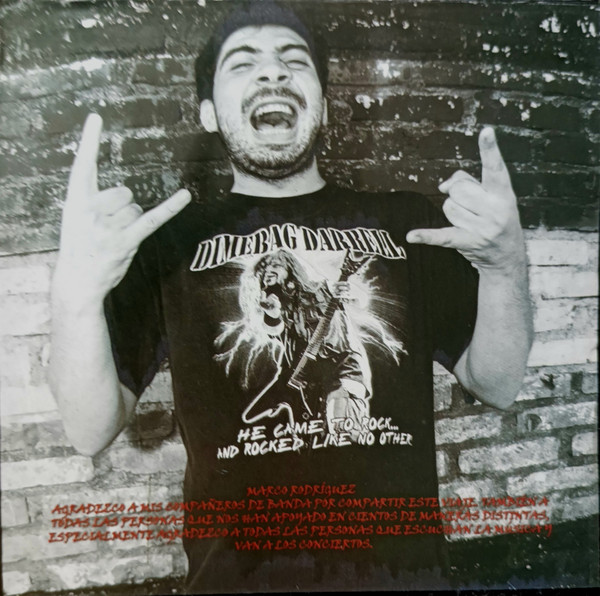 DIMEBAG DARRELL
HE CAME TO ROCK...
AND ROCKED LIKE NO OTHER
MARCO RODRÍGUEZ
AGRADEZCO A MIS COMPAÑEROS DE BANDA POR COMPARTIR ESTE VIAJE. TAMBIÉN A
TODAS LAS PERSONAS QUE NOS HAN APOYADO EN CIENTOS DE MANERAS DISTINTAS,
ESPECIALMENTE AGRADEZCO A TODAS LAS PERSONAS QUE ESCUCHAN LA MÚSICA Y
VAN A LOS CONCIERTOS.